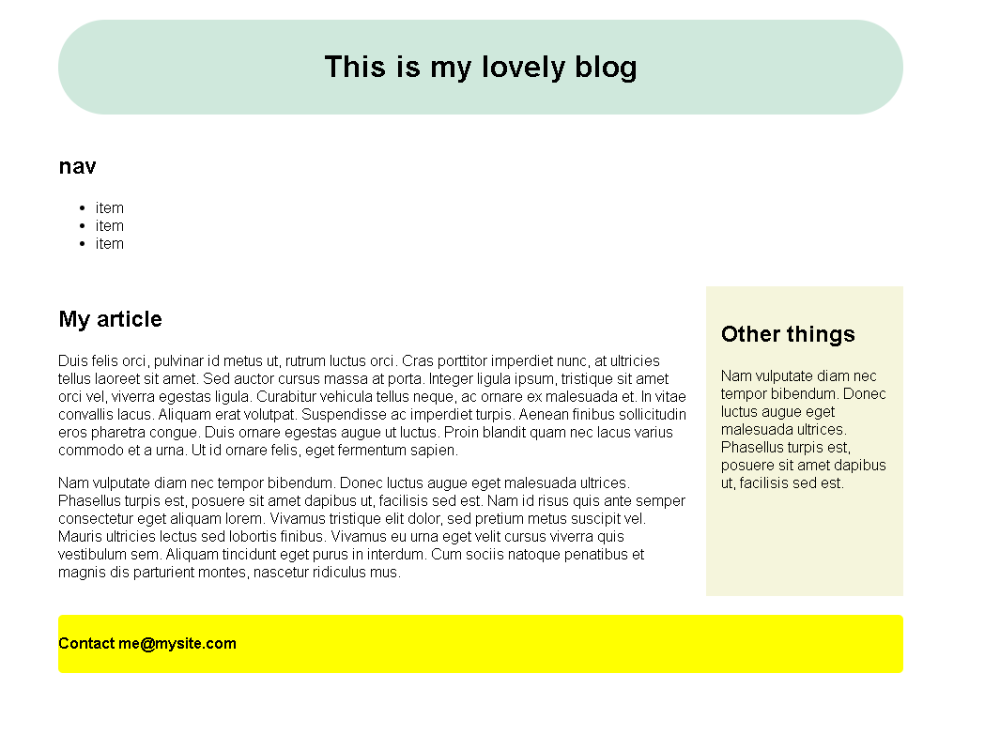 This is my lovely blog
nav
• item
• item
• item
My article
Duis felis orci, pulvinar id metus ut, rutrum luctus orci. Cras porttitor imperdiet nunc, at ultricies
tellus laoreet sit amet. Sed auctor cursus massa at porta. Integer ligula ipsum, tristique sit amet
orci vel, viverra egestas ligula. Curabitur vehicula tellus neque, ac ornare ex malesuada et. In vitae
convallis lacus. Aliquam erat volutpat. Suspendisse ac imperdiet turpis. Aenean finibus sollicitudin
eros pharetra congue. Duis ornare egestas augue ut luctus. Proin blandit quam nec lacus varius
commodo et a urna. Ut id ornare felis, eget fermentum sapien.
Nam vulputate diam nec tempor bibendum. Donec luctus augue eget malesuada ultrices.
Phasellus turpis est, posuere sit amet dapibus ut, facilisis sed est. Nam id risus quis ante semper
consectetur eget aliquam lorem. Vivamus tristique elit dolor, sed pretium metus suscipit vel.
Mauris ultricies lectus sed lobortis finibus. Vivamus eu urna eget velit cursus viverra quis
vestibulum sem. Aliquam tincidunt eget purus in interdum. Cum sociis natoque penatibus et
magnis dis parturient montes, nascetur ridiculus mus.
Other things
Nam vulputate diam nec
tempor bibendum. Donec
luctus augue eget
malesuada ultrices.
Phasellus turpis est,
posuere sit amet dapibus
ut, facilisis sed est.
Contact me@mysite.com